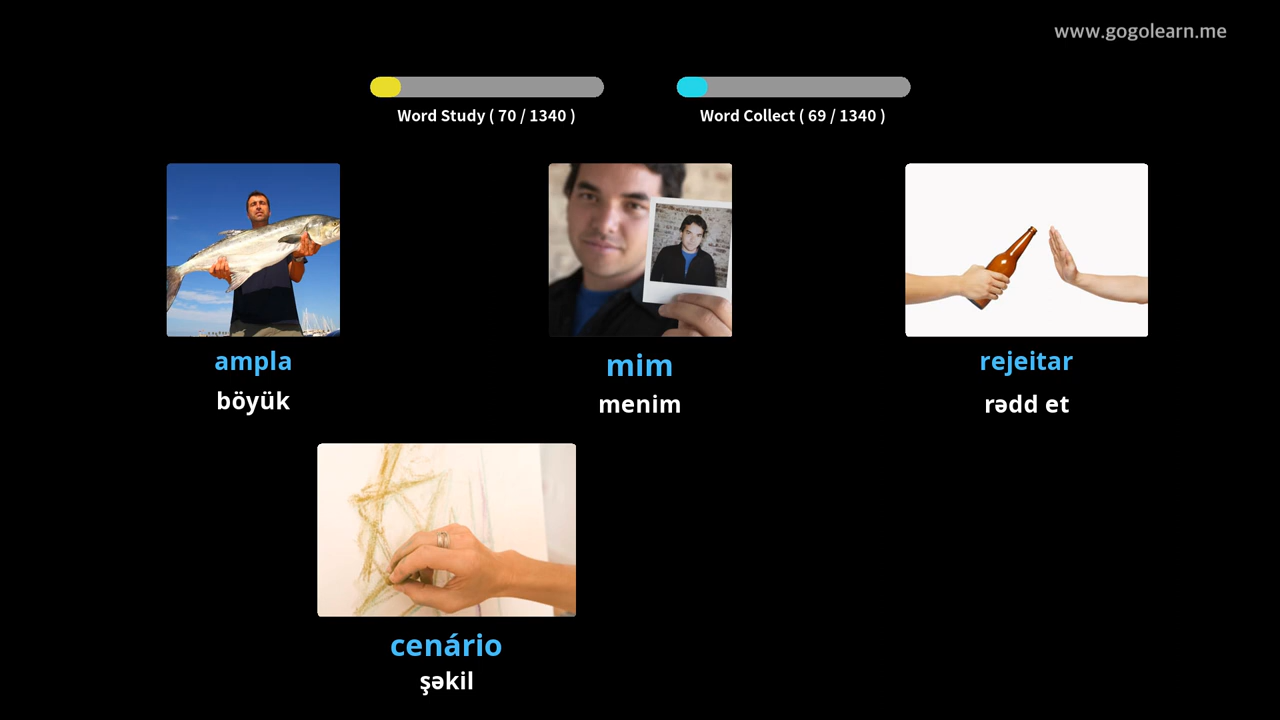 www.gogolearn.me
Word Study ( 70 / 1340 )
Word Collect ( 69 / 1340 )
ampla
böyük
mim
menim
rejeitar
rədd et
cenário
şəkil